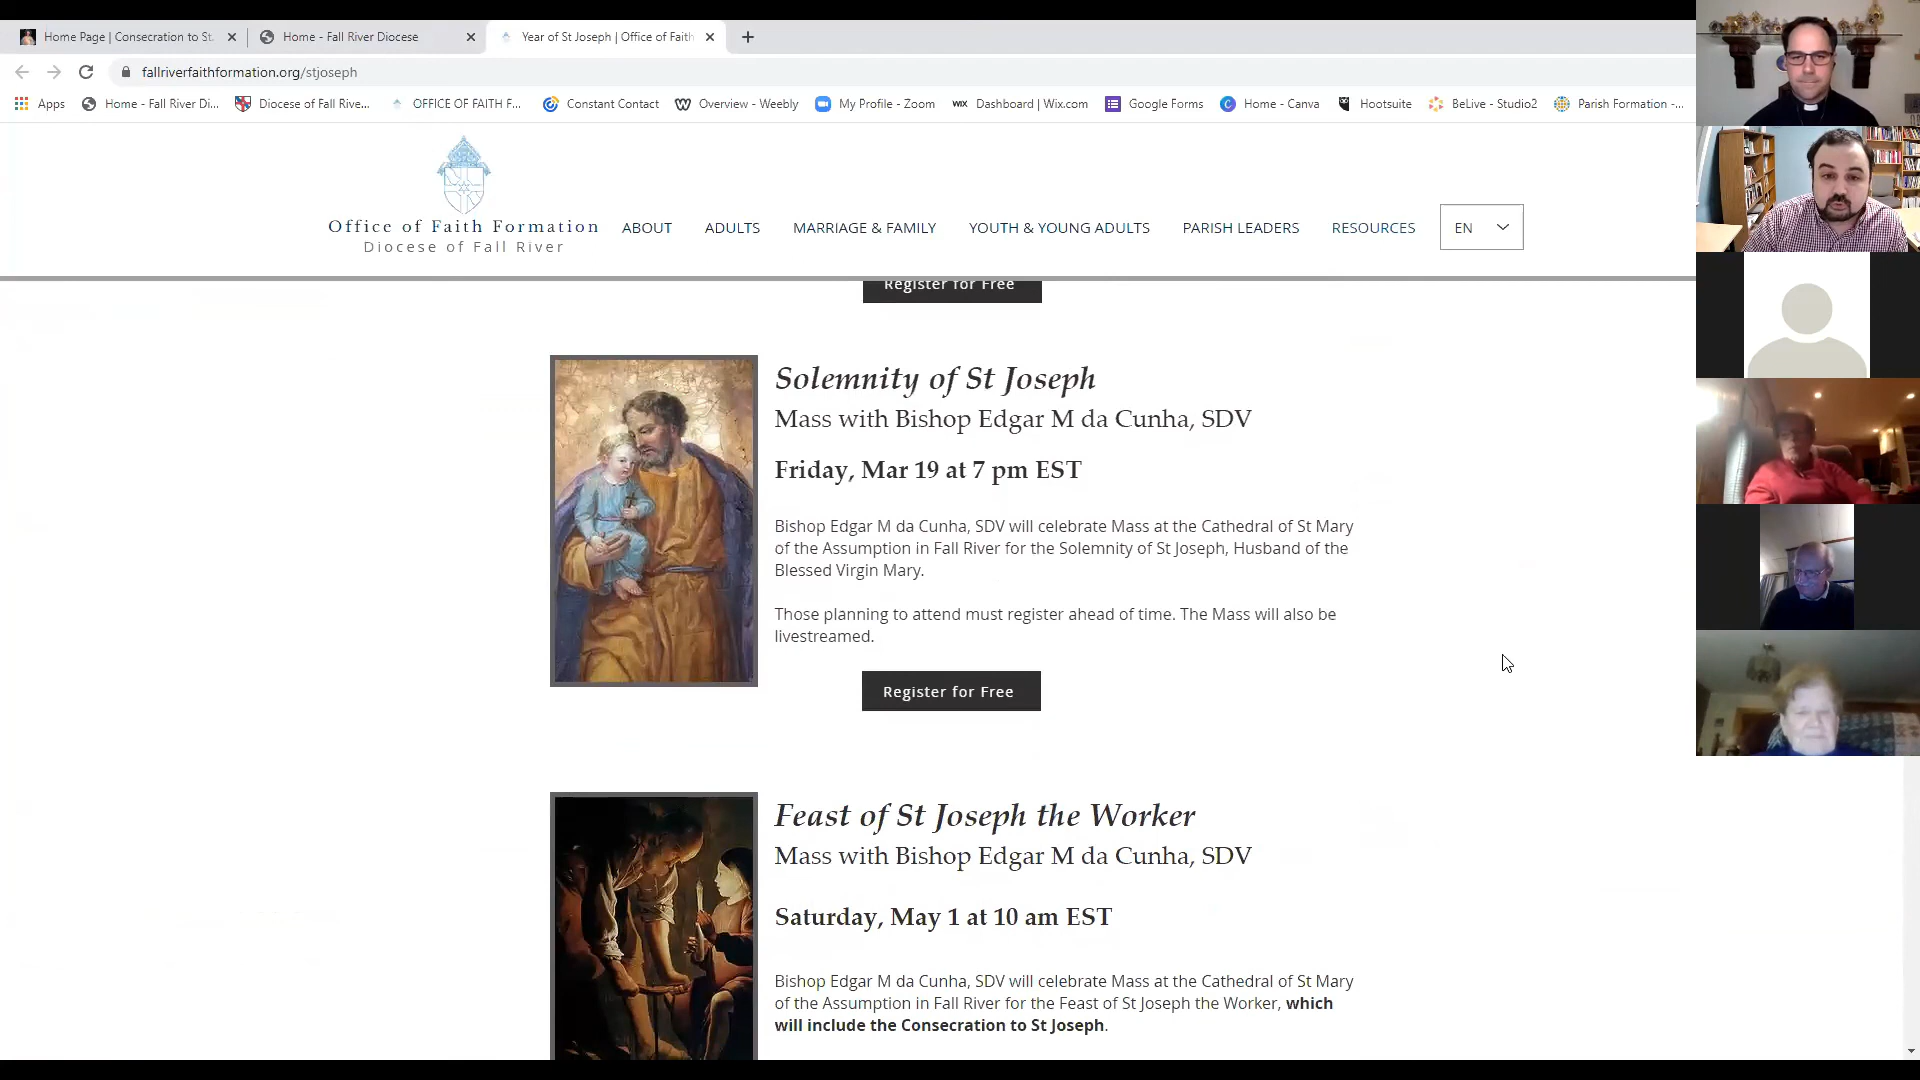 Home Page | Consecration to St.
Home - Fall River Diocese
Year of St Joseph | Office of Faith
fallriverfaithformation.org/stjoseph
Apps
Home - Fall River Di...
Diocese of Fall Rive...
OFFICE OF FAITH F...
Constant Contact
Overview - Weebly
My Profile - Zoom
WIX
Dashboard | Wix.com
Google Forms
Home - Canva
Hootsuite
BeLive - Studio2
Parish Formation -...
Office of Faith Formation
Diocese of Fall River
ABOUT
ADULTS
MARRIAGE & FAMILY
YOUTH & YOUNG ADULTS
PARISH LEADERS
RESOURCES
EN
Register for Free
Solemnity of St Joseph
Mass with Bishop Edgar M da Cunha, SDV
Friday, Mar 19 at 7 pm EST
Bishop Edgar M da Cunha, SDV will celebrate Mass at the Cathedral of St Mary
of the Assumption in Fall River for the Solemnity of St Joseph, Husband of the
Blessed Virgin Mary.
Those planning to attend must register ahead of time. The Mass will also be
livestreamed.
Register for Free
Feast of St Joseph the Worker
Mass with Bishop Edgar M da Cunha, SDV
Saturday, May 1 at 10 am EST
Bishop Edgar M da Cunha, SDV will celebrate Mass at the Cathedral of St Mary
of the Assumption in Fall River for the Feast of St Joseph the Worker, which
will include the Consecration to St Joseph.